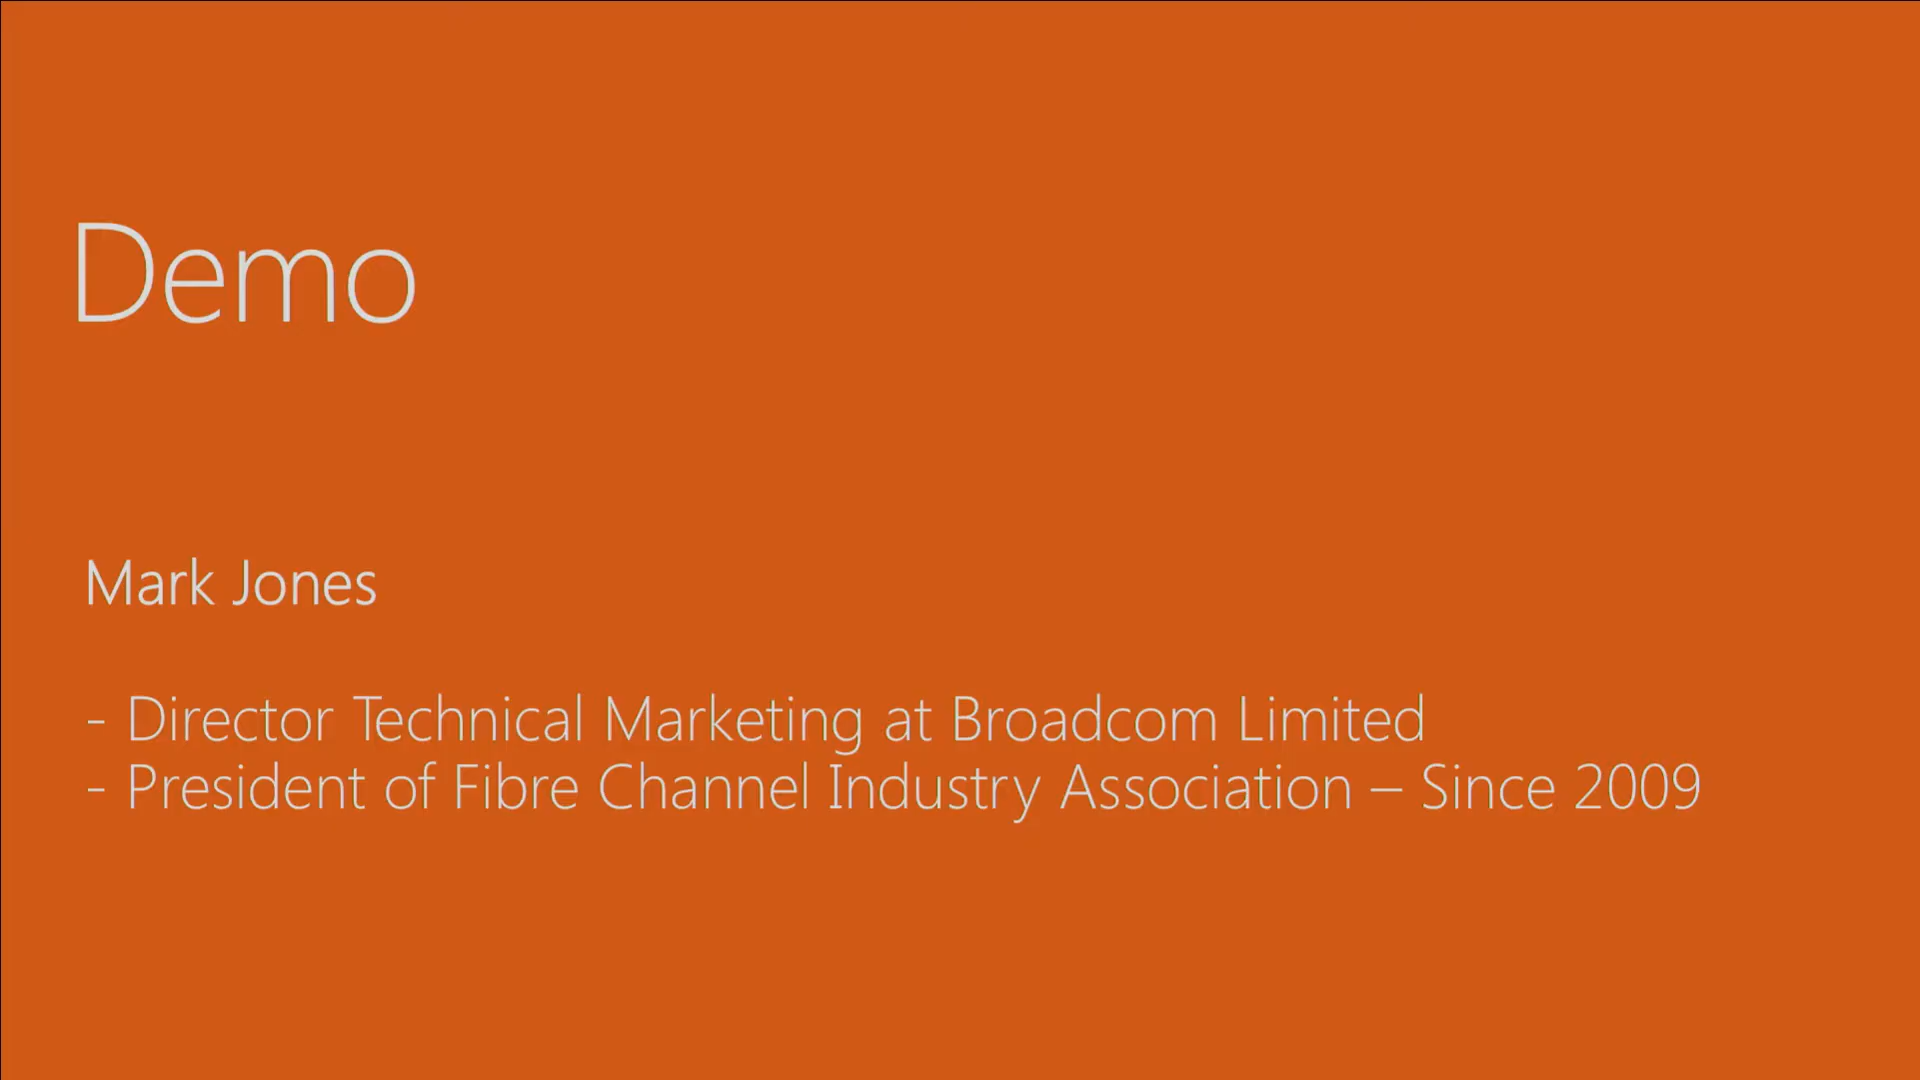 Demo
Mark Jones
- Director Technical Marketing at Broadcom Limited
- President of Fibre Channel Industry Association – Since 2009